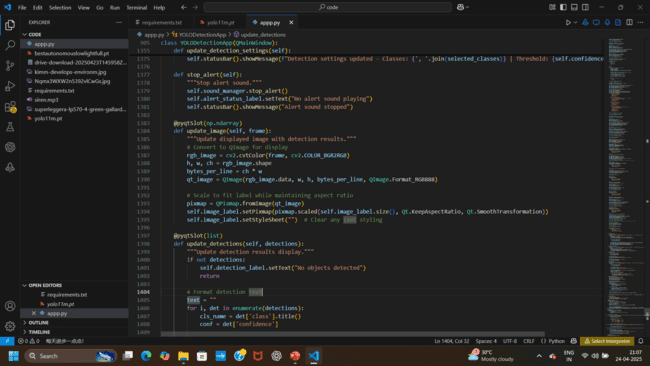 File Edit Selection View Go Run Terminal Help
code
EXPLORER
CODE
appp.py
bestautonomouslowlightfull.pt
requirements.txt
siren.mp3
yolo11m.pt
OPEN EDITORS
requirements.txt
yolo11m.pt
appp.py
OUTLINE
TIMELINE
requirements.txt
yolo11m.pt
appp.py
appp.py > YOLODetectionApp > update_detections
905 class YOLODetectionApp(QMainWindow):
def update_detection_settings(self):
1375 self.statusBar().showMessage(f"Detection settings updated - Classes: {', '.join(selected_classes)} | Threshold: {self.confidence
1376
1377 def stop_alert(self):
1378 """Stop alert sound."""
1379 self.sound_manager.stop_alert()
1380 self.alert_status_label.setText("No alert sound playing")
1381 self.statusBar().showMessage("Alert sound stopped")
1382
1383 @pyqtSlot(np.ndarray)
1384 def update_image(self, frame):
1385 """Update displayed image with detection results."""
1386 # Convert to QImage for display
1387 rgb_image = cv2.cvtColor(frame, cv2.COLOR_BGR2RGB)
1388 h, w, ch = rgb_image.shape
1389 bytes_per_line = ch * w
1390 qt_image = QImage(rgb_image.data, w, h, bytes_per_line, QImage.Format_RGB888)
1391
1392 # Scale to fit label while maintaining aspect ratio
1393 pixmap = QPixmap.fromImage(qt_image)
1394 self.image_label.setPixmap(pixmap.scaled(self.image_label.size(), Qt.KeepAspectRatio, Qt.SmoothTransformation))
1395 self.image_label.setStyleSheet("") # Clear any text styling
1396
1397 @pyqtSlot(list)
1398 def update_detections(self, detections):
1399 """Update detection results display."""
1400 if not detections:
1401 self.detection_label.setText("No objects detected")
1402 return
1403
1404 # Format detection text
1405 text = ""
1406 for i, det in enumerate(detections):
1407 cls_name = det['class'].title()
1408 conf = det['confidence']
0 0
Ln 1404, Col 32 Spaces: 4 UTF-8 CRLF Python Select Interpreter
Search
30°C
Mostly cloudy
ENG
IN
21:07
24-04-2025